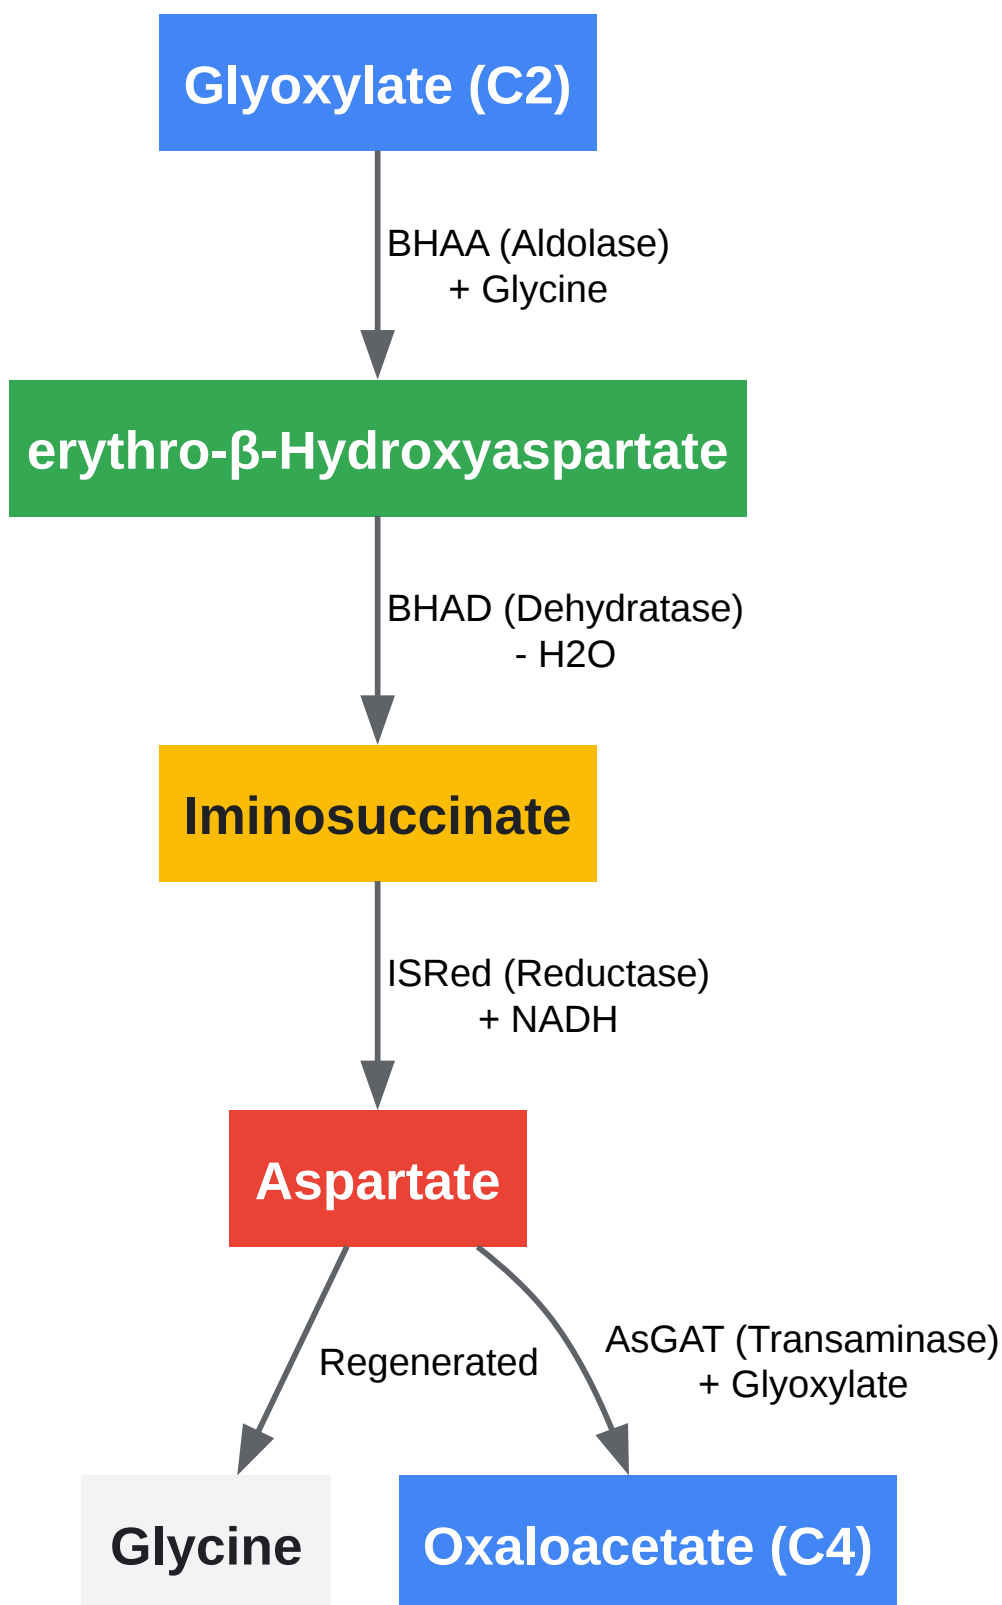 Glyoxylate (C2)
BHAA (Aldolase)
+ Glycine
erythro-β-Hydroxyaspartate
BHAD (Dehydratase)
- H2O
Iminosuccinate
ISRed (Reductase)
+ NADH
Aspartate
Regenerated
AsGAT (Transaminase)
+ Glyoxylate
Glycine
Oxaloacetate (C4)